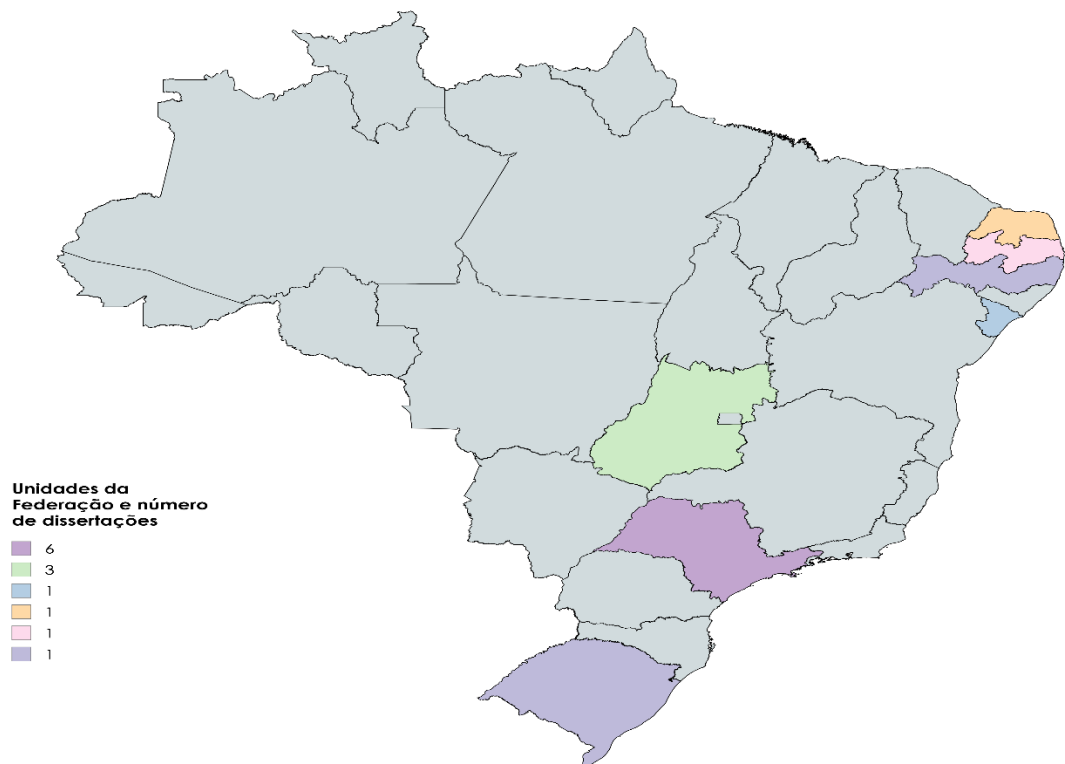 Unidades da
Federação e número
de dissertações
6
3
1
1
1
1